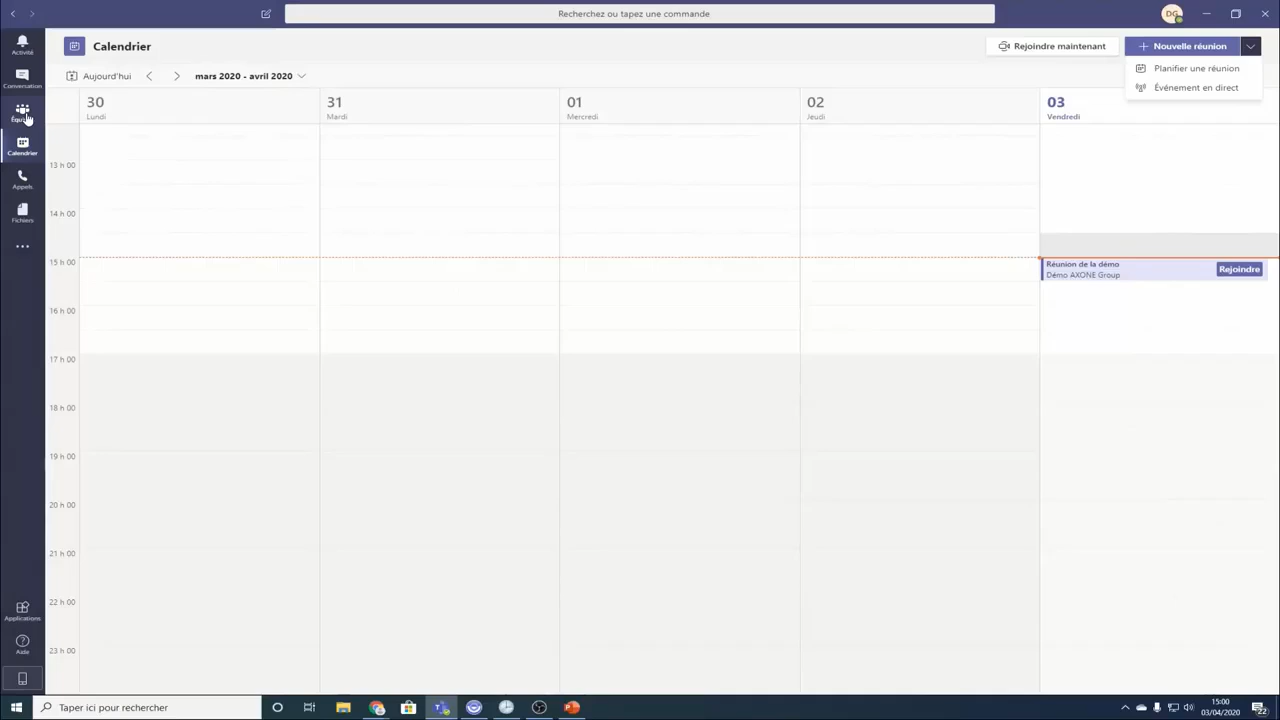 Recherchez ou tapez une commande
DG
Activité
Conversation
Calendrier
Appels
Fichiers
Applications
Aide
Calendrier
Rejoindre maintenant
Nouvelle réunion
Planifier une réunion
Événement en direct
Aujourd'hui
mars 2020 - avril 2020
30
Lundi
31
Mardi
01
Mercredi
02
Jeudi
03
Vendredi
13 h 00
14 h 00
15 h 00
16 h 00
17 h 00
18 h 00
19 h 00
20 h 00
21 h 00
22 h 00
23 h 00
Réunion de la démo
Démo AXONE Group
Rejoindre
Taper ici pour rechercher
15:00
03/04/2020
22